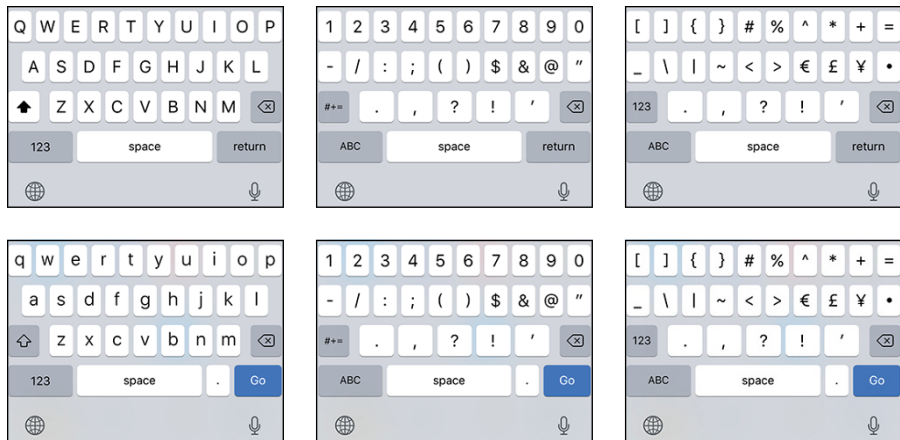 Q W E R T Y U I O P
A S D F G H J K L
Z X C V B N M
123 space return
1 2 3 4 5 6 7 8 9 0
- / : ; ( ) $ & @ "
#+= . , ? ! '
ABC space return
[ ] { } # % ^ * + =
_ \ | ~ < > € £ ¥ •
123 . , ? ! '
ABC space return
q w e r t y u i o p
a s d f g h j k l
z x c v b n m
123 space . Go
1 2 3 4 5 6 7 8 9 0
- / : ; ( ) $ & @ "
#+= . , ? ! '
ABC space . Go
[ ] { } # % ^ * + =
_ \ | ~ < > € £ ¥ •
123 . , ? ! '
ABC space . Go